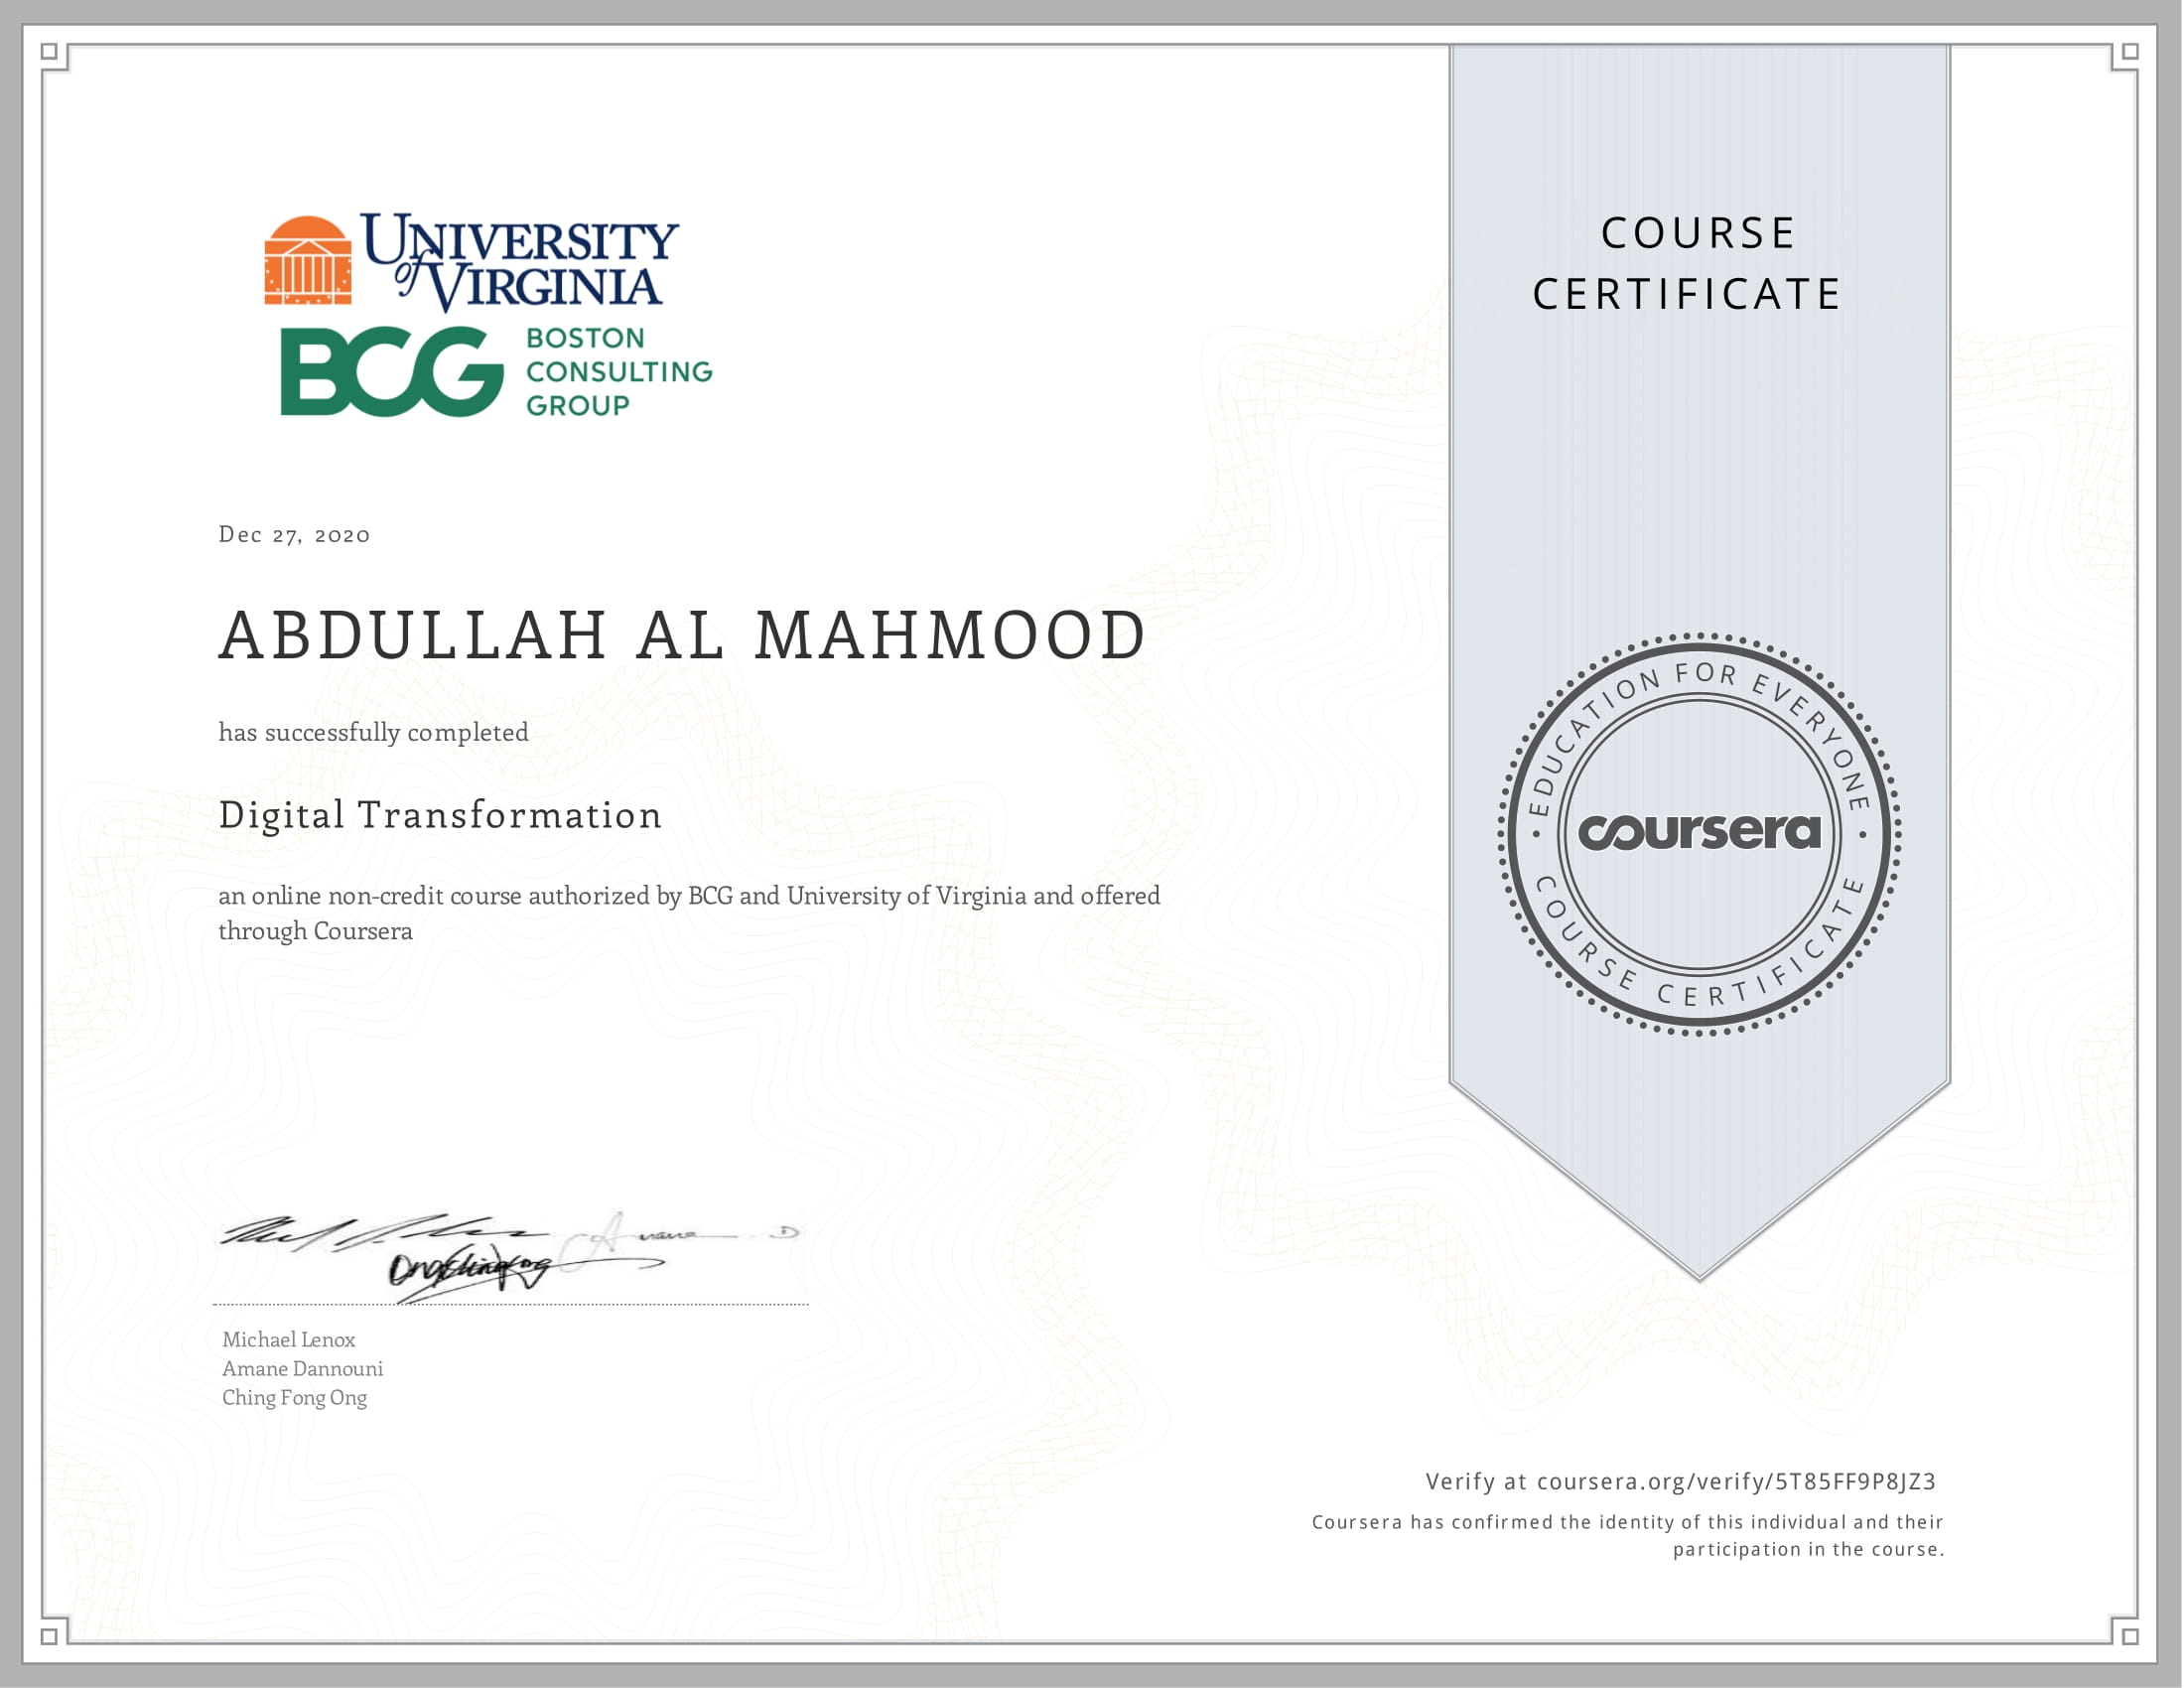 UNIVERSITY
of VIRGINIA
BCG
BOSTON
CONSULTING
GROUP
Dec 27, 2020
ABDULLAH AL MAHMOOD
has successfully completed
Digital Transformation
an online non-credit course authorized by BCG and University of Virginia and offered
through Coursera
Michael Lenox
Amane Dannouni
Ching Fong Ong
COURSE
CERTIFICATE
EDUCATION FOR EVERYONE
coursera
COURSE CERTIFICATE
Verify at coursera.org/verify/5T85FF9P8JZ3
Coursera has confirmed the identity of this individual and their
participation in the course.